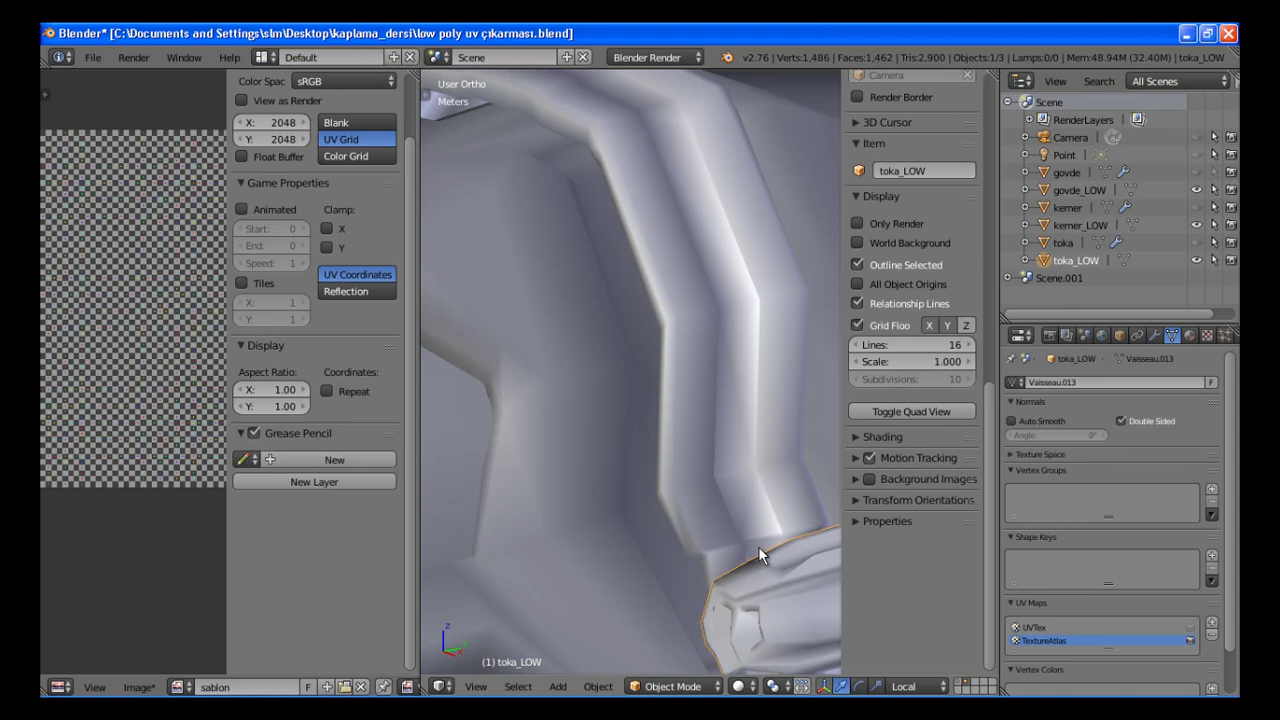 Blender* [C:\Documents and Settings\slm\Desktop\kaplama_dersi\low poly uv çıkarması.blend]
File Render Window Help Default Scene Blender Render v2.76 | Verts:1,486 | Faces:1,462 | Tris:2,900 | Objects:1/3 | Lamps:0/0 | Mem:48.94M (32.40M) | toka_LOW
Color Spac sRGB
View as Render
X: 2048 Blank
Y: 2048 UV Grid
Float Buffer Color Grid
Game Properties
Animated Clamp:
Start: 0 X
End: 0 Y
Speed: 1
UV Coordinates
Tiles Reflection
X: 1
Y: 1
Display
Aspect Ratio: Coordinates:
X: 1.00 Repeat
Y: 1.00
Grease Pencil
New
New Layer
View Image* sablon F
User Ortho
Meters
z
(1) toka_LOW
View Select Add Object Object Mode Local
Camera
Render Border
3D Cursor
Item
toka_LOW
Display
Only Render
World Background
Outline Selected
All Object Origins
Relationship Lines
Grid Floo X Y Z
Lines: 16
Scale: 1.000
Subdivisions: 10
Toggle Quad View
Shading
Motion Tracking
Background Images
Transform Orientations
Properties
View Search All Scenes
Scene
RenderLayers
Camera
Point
govde
govde_LOW
kemer
kemer_LOW
toka
toka_LOW
Scene.001
toka_LOW Vaisseau.013
Vaisseau.013 F
Normals
Auto Smooth Double Sided
Angle: 0°
Texture Space
Vertex Groups
Shape Keys
UV Maps
UVTex
TextureAtlas
Vertex Colors